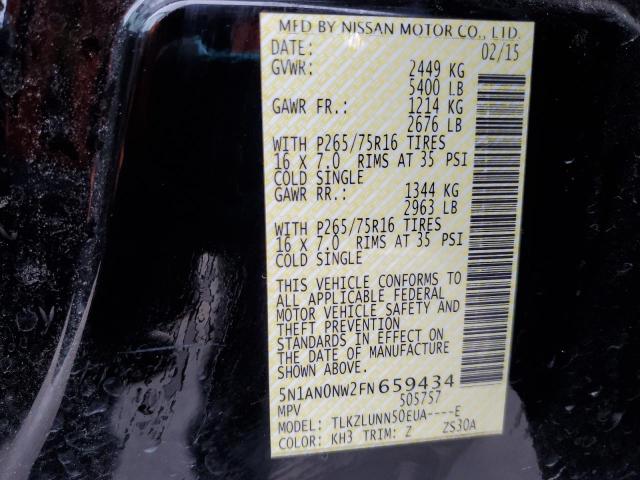 MFD BY NISSAN MOTOR CO., LTD.
DATE: 02/15
GVWR: 2449 KG
5400 LB
GAWR FR.: 1214 KG
2676 LB
WITH P265/75R16 TIRES
16 X 7.0 RIMS AT 35 PSI
COLD SINGLE
GAWR RR.: 1344 KG
2963 LB
WITH P265/75R16 TIRES
16 X 7.0 RIMS AT 35 PSI
COLD SINGLE
THIS VEHICLE CONFORMS TO
ALL APPLICABLE FEDERAL
MOTOR VEHICLE SAFETY AND
THEFT PREVENTION
STANDARDS IN EFFECT ON
THE DATE OF MANUFACTURE
SHOWN ABOVE.
5N1AN0NW2FN659434
MPV 505757
MODEL: TLKZLUNN50EUA----E
COLOR: KH3 TRIM: Z ZS30A